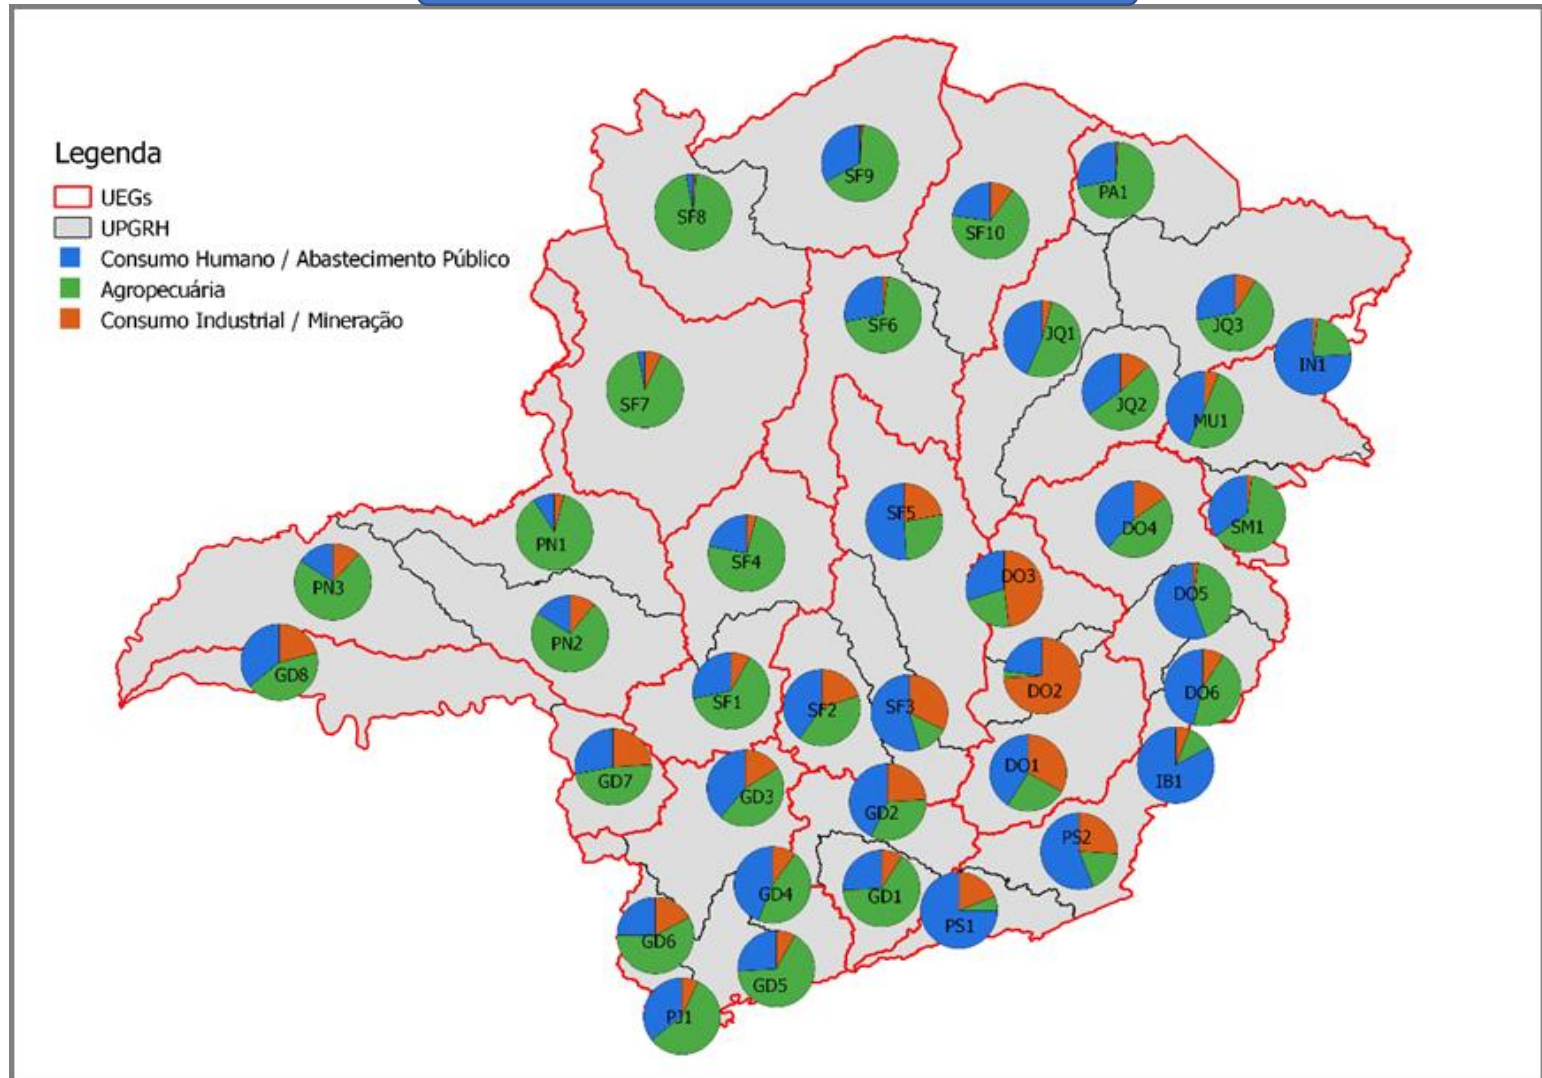 Legenda
UEGs
UPGRH
Consumo Humano / Abastecimento Público
Agropecuária
Consumo Industrial / Mineração
SF9
PA1
SF8
SF10
SF6
JQ3
JQ1
IN1
JQ2
SF7
MU1
SF5
DO4
SM1
PN1
SF4
DO3
PN3
DO5
PN2
GD8
DO2
DO6
SF1
SF2
SF3
DO1
GD7
IB1
GD3
GD2
PS2
GD4
GD1
PS1
GD6
GD5
PJ1